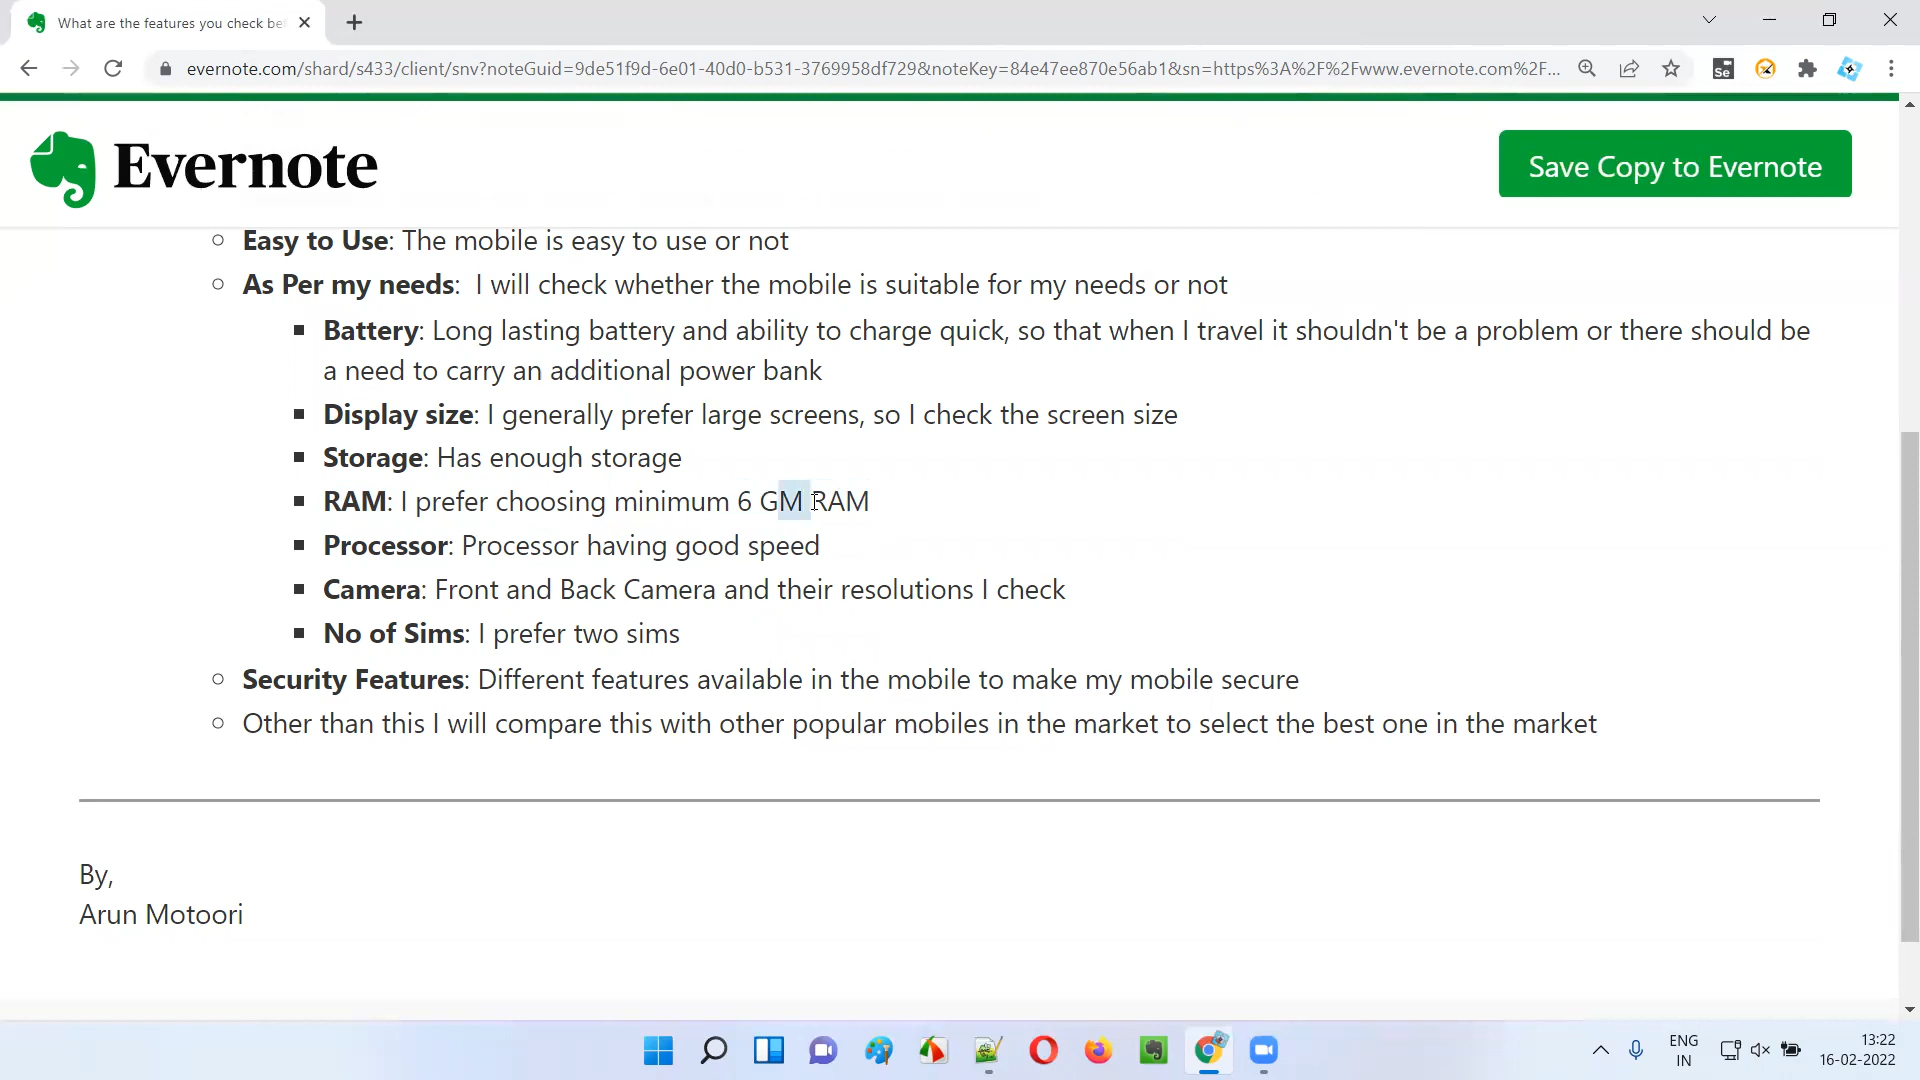 What are the features you check be
evernote.com/shard/s433/client/snv?noteGuid=9de51f9d-6e01-40d0-b531-3769958df729&noteKey=84e47ee870e56ab1&sn=https%3A%2F%2Fwww.evernote.com%2F...
Se
Evernote
Save Copy to Evernote
Easy to Use: The mobile is easy to use or not
As Per my needs: I will check whether the mobile is suitable for my needs or not
Battery: Long lasting battery and ability to charge quick, so that when I travel it shouldn't be a problem or there should be
a need to carry an additional power bank
Display size: I generally prefer large screens, so I check the screen size
Storage: Has enough storage
RAM: I prefer choosing minimum 6 GM RAM
Processor: Processor having good speed
Camera: Front and Back Camera and their resolutions I check
No of Sims: I prefer two sims
Security Features: Different features available in the mobile to make my mobile secure
Other than this I will compare this with other popular mobiles in the market to select the best one in the market
By,
Arun Motoori
ENG
IN
13:22
16-02-2022